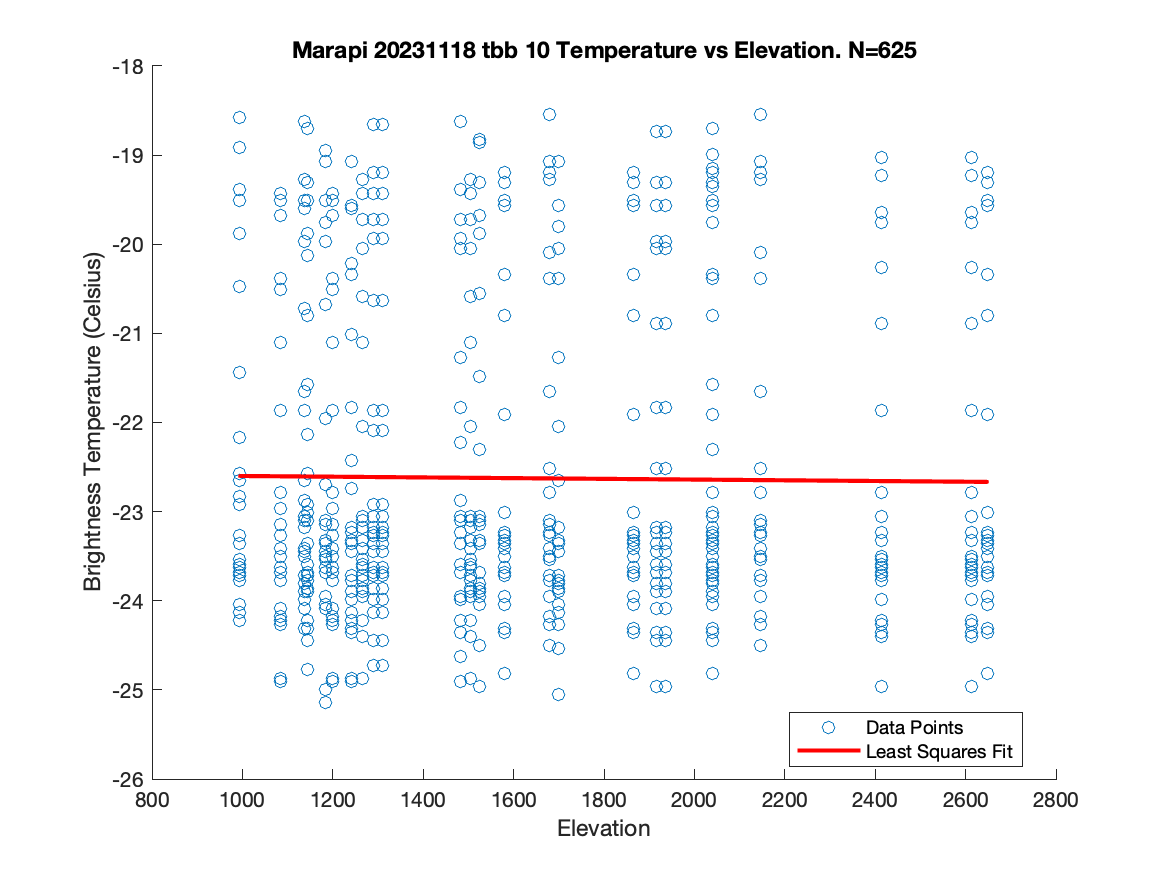 Marapi 20231118 tbb 10 Temperature vs Elevation. N=625
-18
-19
-20
-21
-22
-23
-24
-25
-26
Brightness Temperature (Celsius)
Data Points
Least Squares Fit
800 1000 1200 1400 1600 1800 2000 2200 2400 2600 2800
Elevation